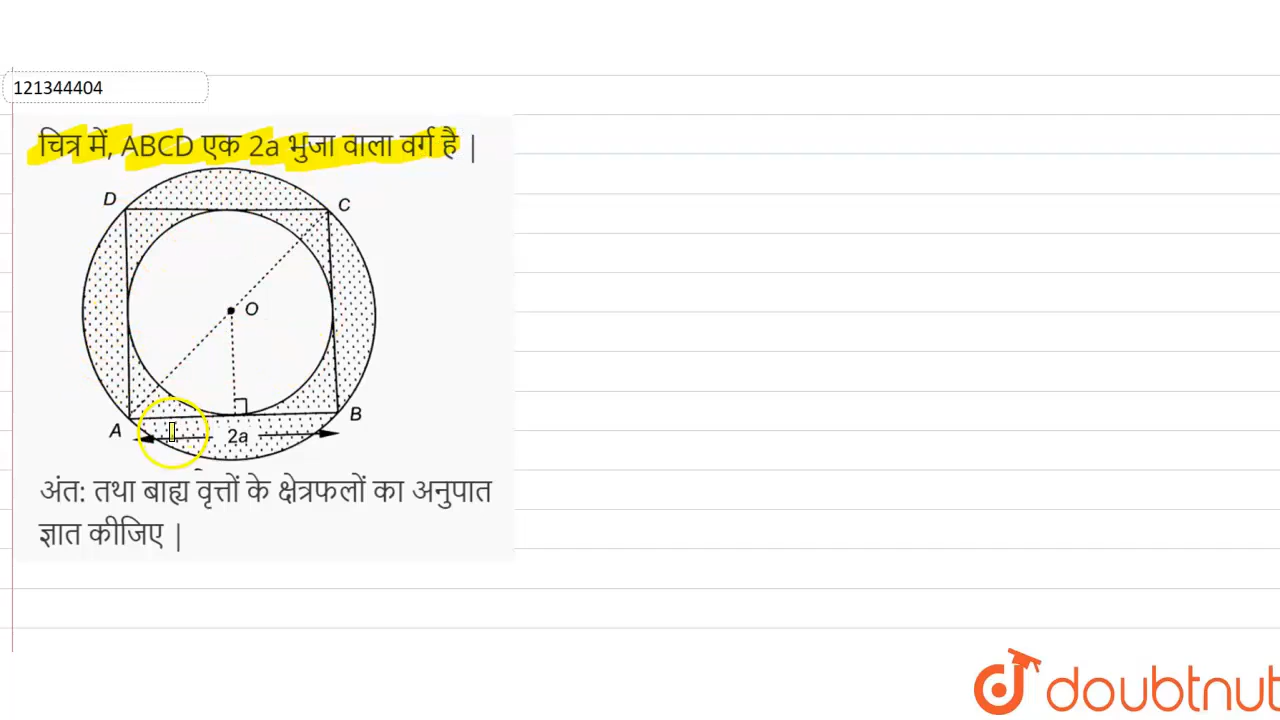 121344404
चित्र में, ABCD एक 2a भुजा वाला वर्ग है |
D
C
O
A
B
2a
अंत: तथा बाह्य वृत्तों के क्षेत्रफलों का अनुपात
ज्ञात कीजिए |
doubtnut